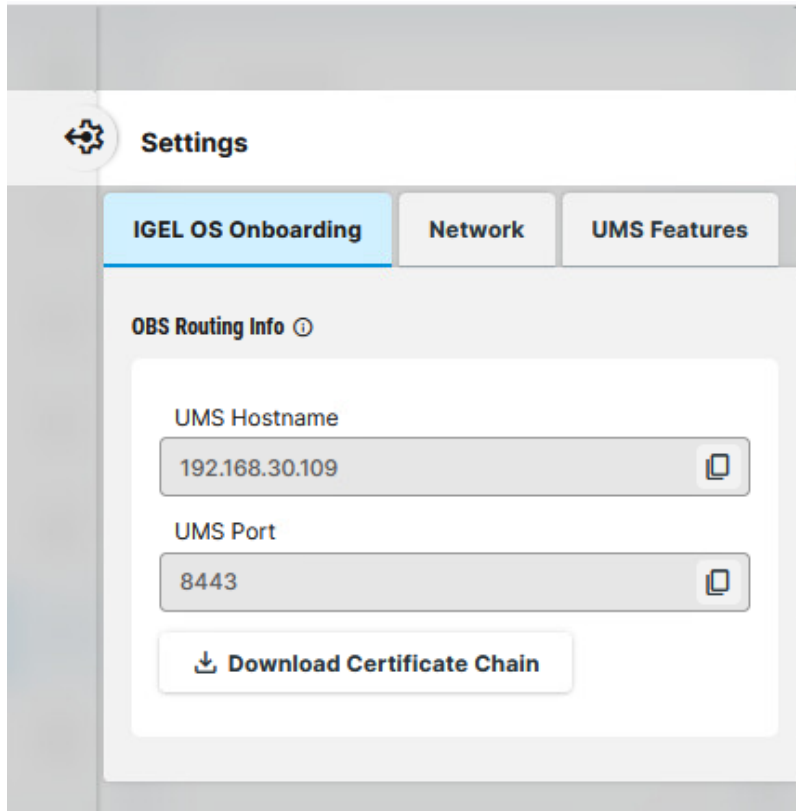 Settings
IGEL OS Onboarding
Network
UMS Features
OBS Routing Info
UMS Hostname
192.168.30.109
UMS Port
8443
Download Certificate Chain